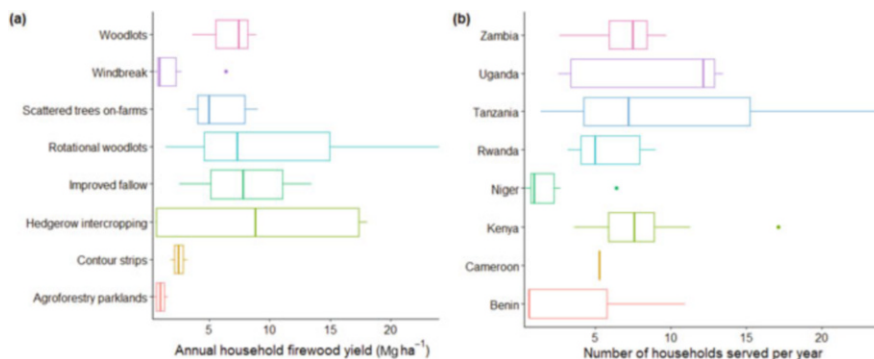 (a)
Woodlots
Windbreak
Scattered trees on-farms
Rotational woodlots
Improved fallow
Hedgerow intercropping
Contour strips
Agroforestry parklands
5 10 15 20
Annual household firewood yield (Mg ha⁻¹)
(b)
Zambia
Uganda
Tanzania
Rwanda
Niger
Kenya
Cameroon
Benin
5 10 15 20
Number of households served per year